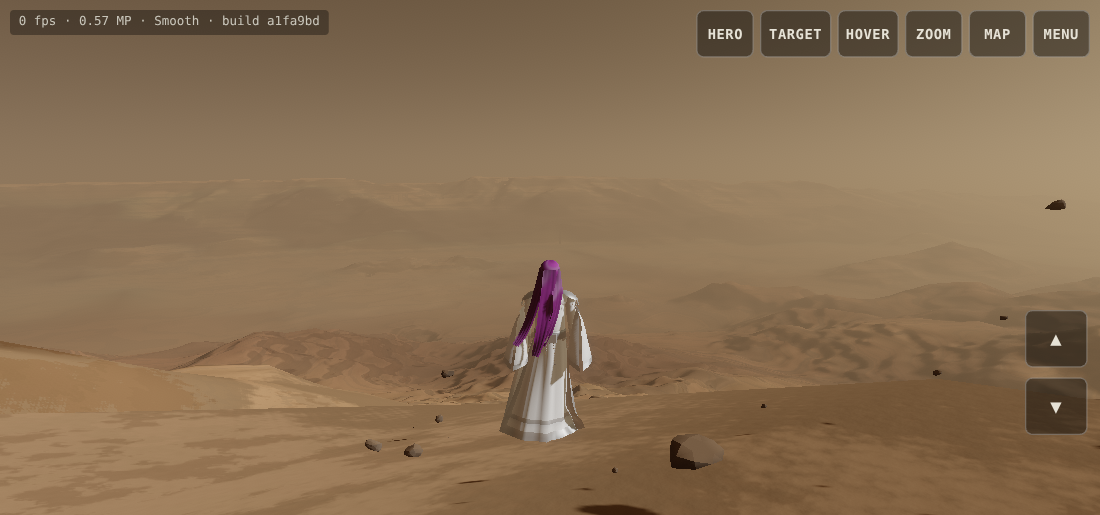 0 fps · 0.57 MP · Smooth · build a1fa9bd
HERO TARGET HOVER ZOOM MAP MENU
▲
▼